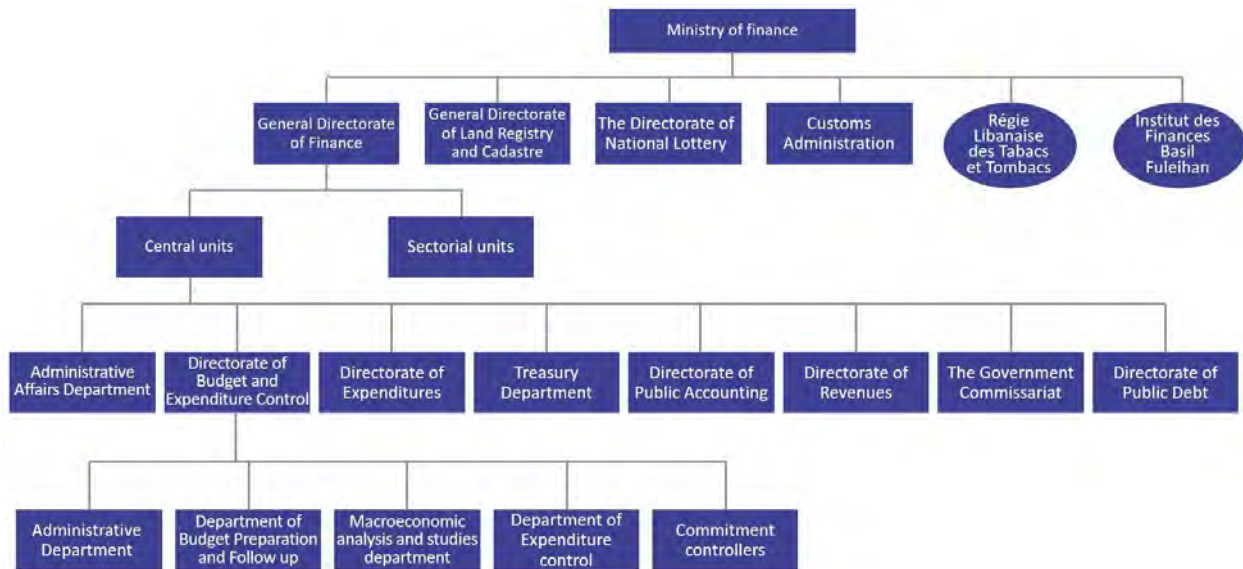 Ministry of finance
General Directorate
of Finance
General Directorate
of Land Registry
and Cadastre
The Directorate of
National Lottery
Customs
Administration
Régie
Libanaise
des Tabacs
et Tombacs
Institut des
Finances
Basil
Fuleihan
Central units
Sectorial units
Administrative
Affairs Department
Directorate of
Budget and
Expenditure Control
Directorate of
Expenditures
Treasury
Department
Directorate of
Public Accounting
Directorate of
Revenues
The Government
Commissariat
Directorate of
Public Debt
Administrative
Department
Department of
Budget Preparation
and Follow up
Macroeconomic
analysis and studies
department
Department of
Expenditure
control
Commitment
controllers